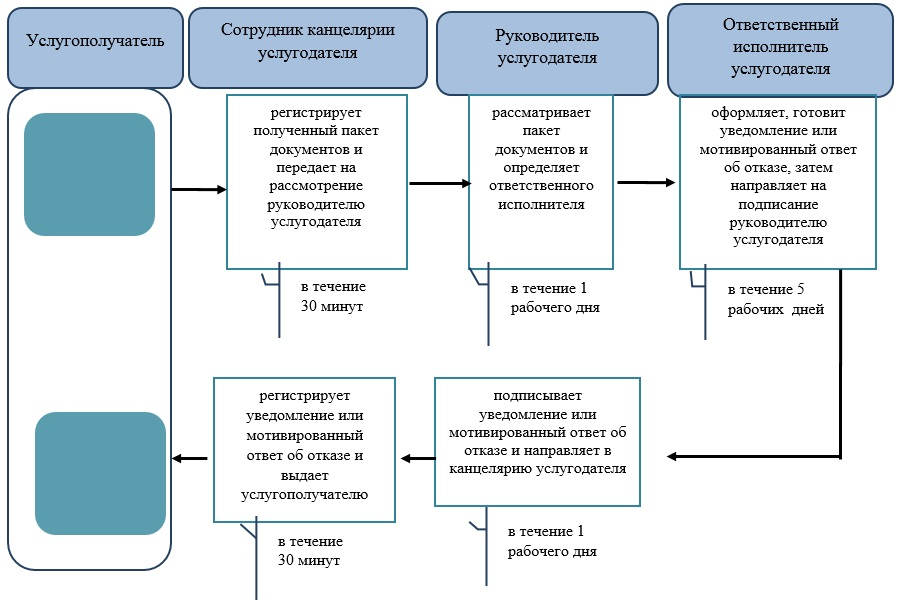 Услугополучатель
Сотрудник канцелярии
услугодателя
Руководитель
услугодателя
Ответственный
исполнитель
услугодателя
регистрирует
полученный пакет
документов и
передает на
рассмотрение
руководителю
услугодателя
рассматривает
пакет
документов и
определяет
ответственного
исполнителя
оформляет, готовит
уведомление или
мотивированный ответ
об отказе, затем
направляет на
подписание
руководителю
услугодателя
в течение
30 минут
в течение 1
рабочего дня
в течение 5
рабочих дней
регистрирует
уведомление или
мотивированный
ответ об отказе и
выдает
услугополучателю
подписывает
уведомление или
мотивированный ответ об
отказе и направляет в
канцелярию услугодателя
в течение
30 минут
в течение 1
рабочего дня